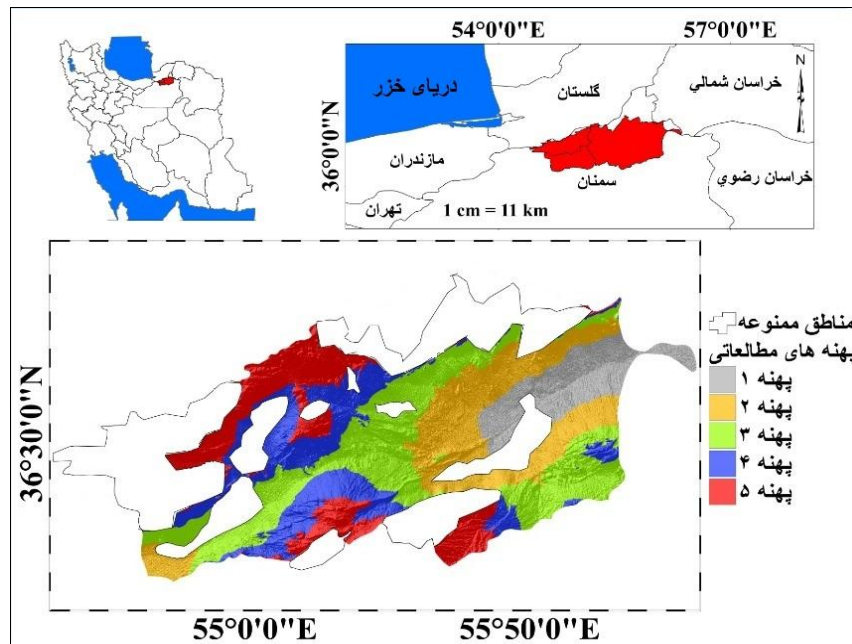 54°0'0"E
57°0'0"E
N
دریای خزر
گلستان
خراسان شمالي
36°0'0"N
مازندران
سمنان
خراسان رضوي
تهران
1 cm = 11 km
مناطق ممنوعه
پهنه های مطالعاتی
پهنه ۱
پهنه ۲
پهنه ۳
پهنه ۴
پهنه ۵
36°30'0"N
55°0'0"E
55°50'0"E